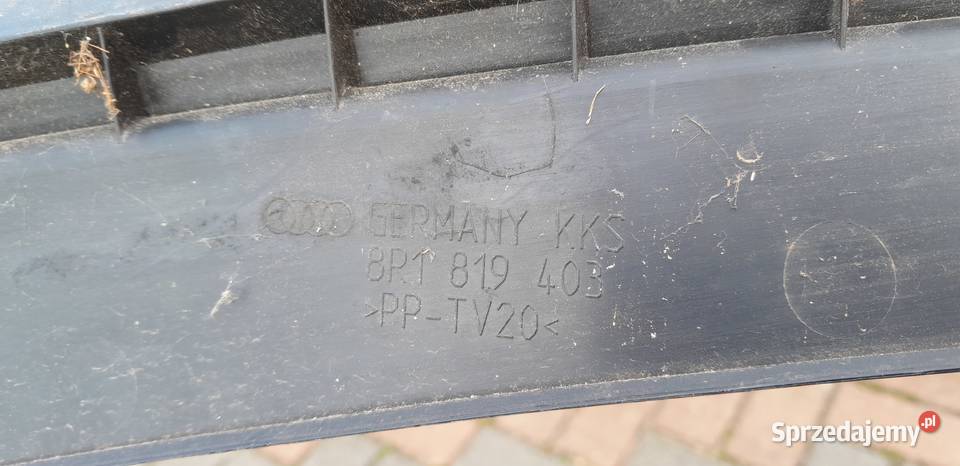 GERMANY KKS
8R1 819 403
>PP-TV20<
Sprzedajemy.pl